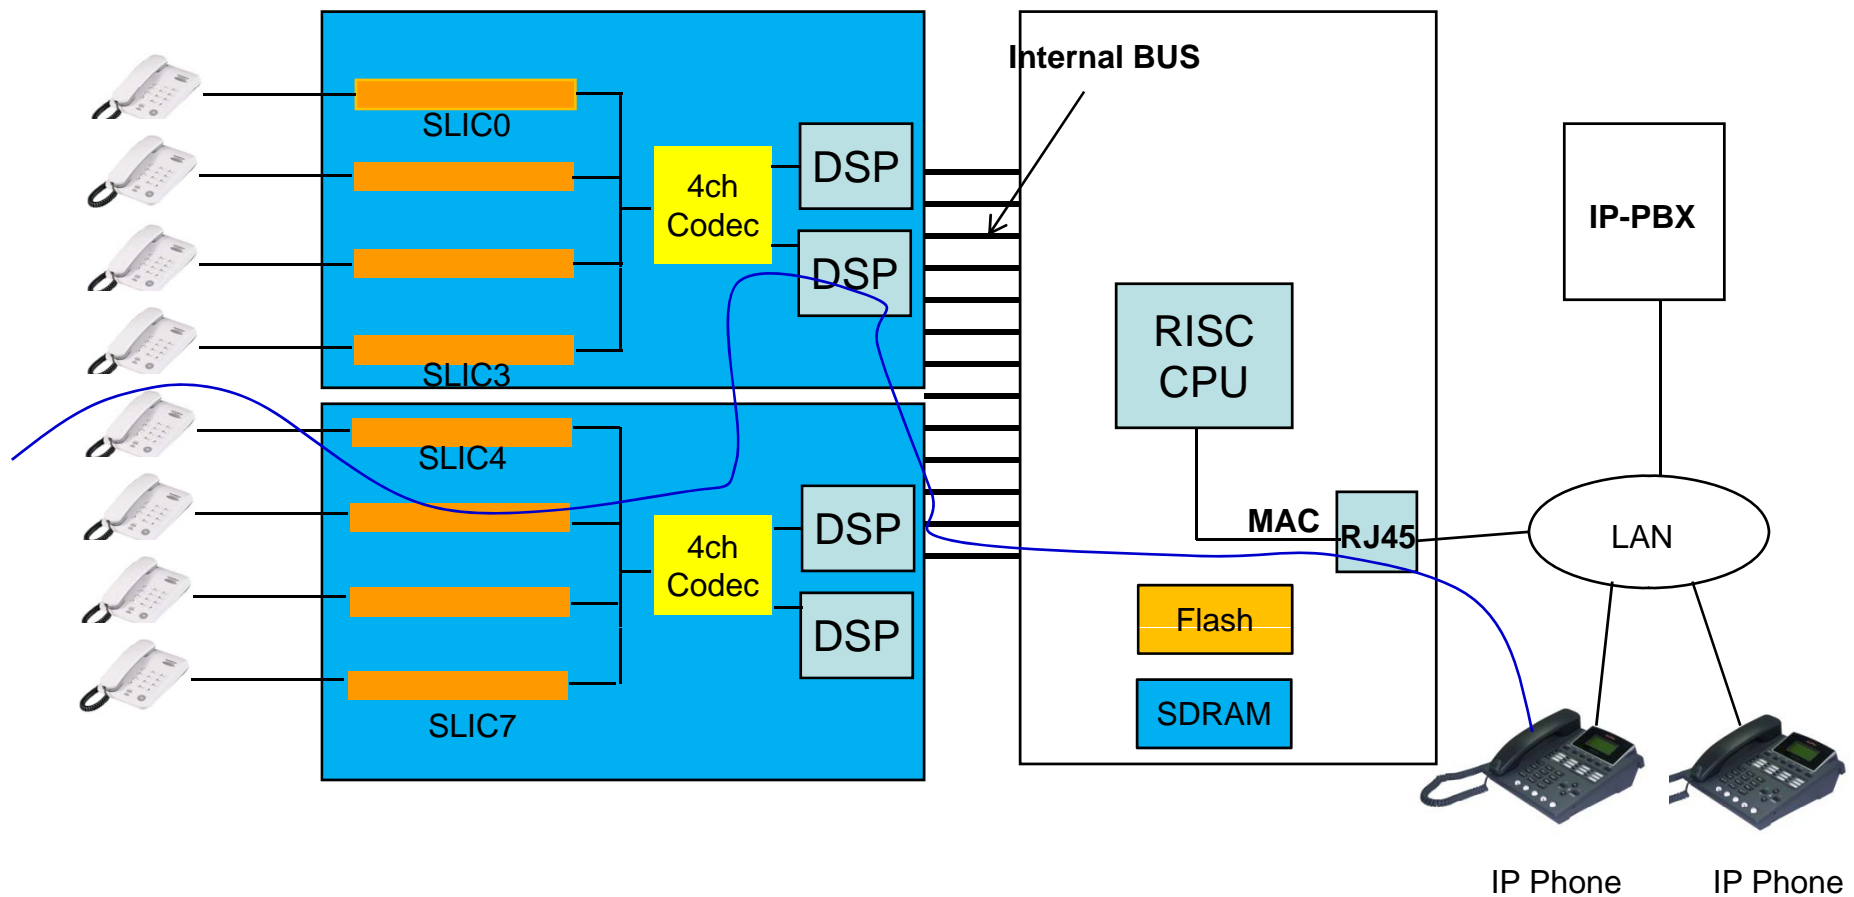 Internal BUS
SLIC0
4ch
Codec
DSP
DSP
SLIC3
IP-PBX
RISC
CPU
SLIC4
4ch
Codec
DSP
DSP
SLIC7
MAC
RJ45
LAN
Flash
SDRAM
IP Phone
IP Phone